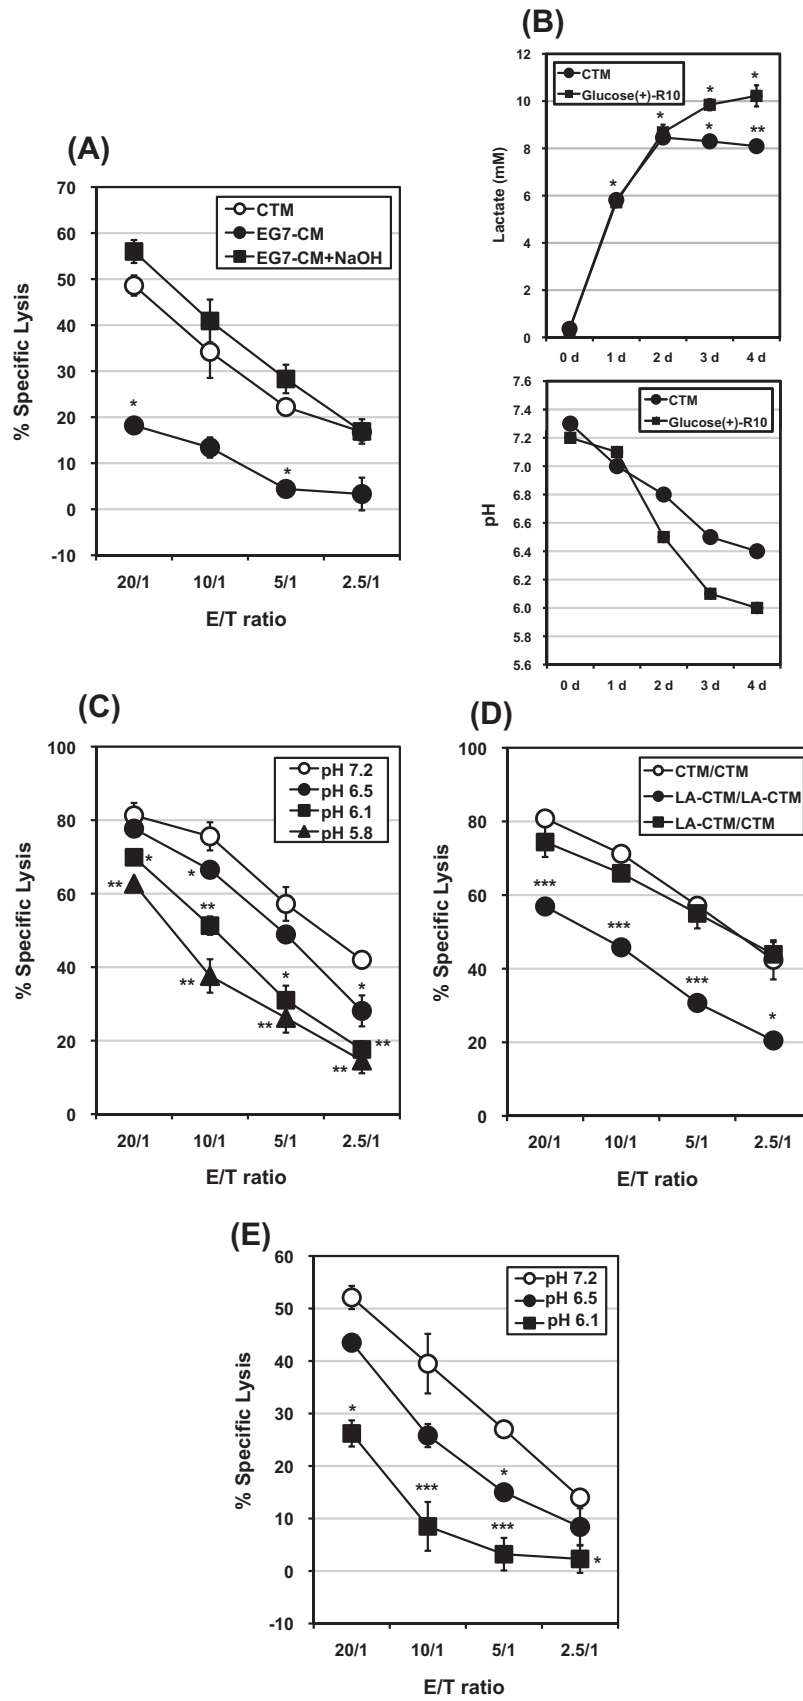 (A)
70
60
50
40
30
20
10
0
-10
% Specific Lysis
CTM
EG7-CM
EG7-CM+NaOH
*
*
20/1 10/1 5/1 2.5/1
E/T ratio
(B)
12
10
8
6
4
2
0
Lactate (mM)
CTM
Glucose(+)-R10
*
*
*
*
*
**
0 d 1 d 2 d 3 d 4 d
7.6
7.4
7.2
7.0
6.8
6.6
6.4
6.2
6.0
5.8
5.6
pH
CTM
Glucose(+)-R10
0 d 1 d 2 d 3 d 4 d
(C)
100
80
60
40
20
0
% Specific Lysis
pH 7.2
pH 6.5
pH 6.1
pH 5.8
*
**
*
**
**
*
**
*
**
**
20/1 10/1 5/1 2.5/1
E/T ratio
(D)
100
80
60
40
20
0
% Specific Lysis
CTM/CTM
LA-CTM/LA-CTM
LA-CTM/CTM
***
***
***
*
20/1 10/1 5/1 2.5/1
E/T ratio
(E)
60
50
40
30
20
10
0
-10
% Specific Lysis
pH 7.2
pH 6.5
pH 6.1
*
***
*
***
*
20/1 10/1 5/1 2.5/1
E/T ratio